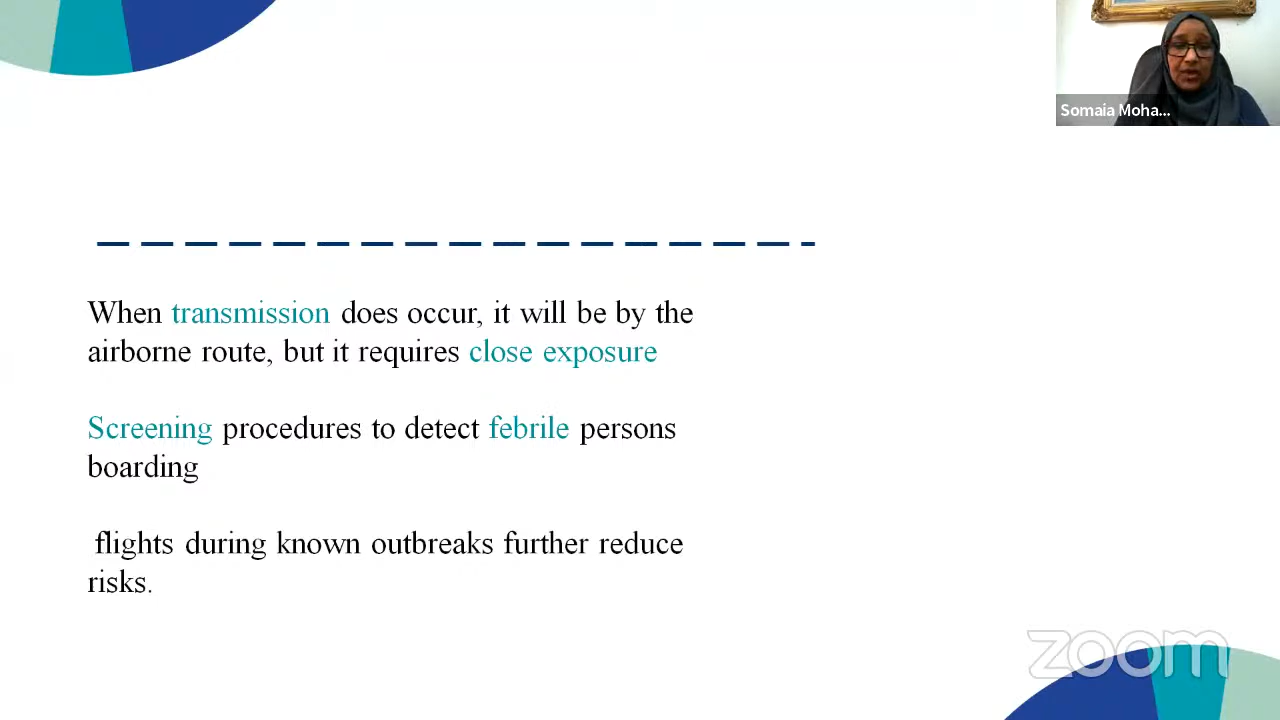 Somaia Moha...
When transmission does occur, it will be by the
airborne route, but it requires close exposure
Screening procedures to detect febrile persons
boarding
flights during known outbreaks further reduce
risks.
zoom